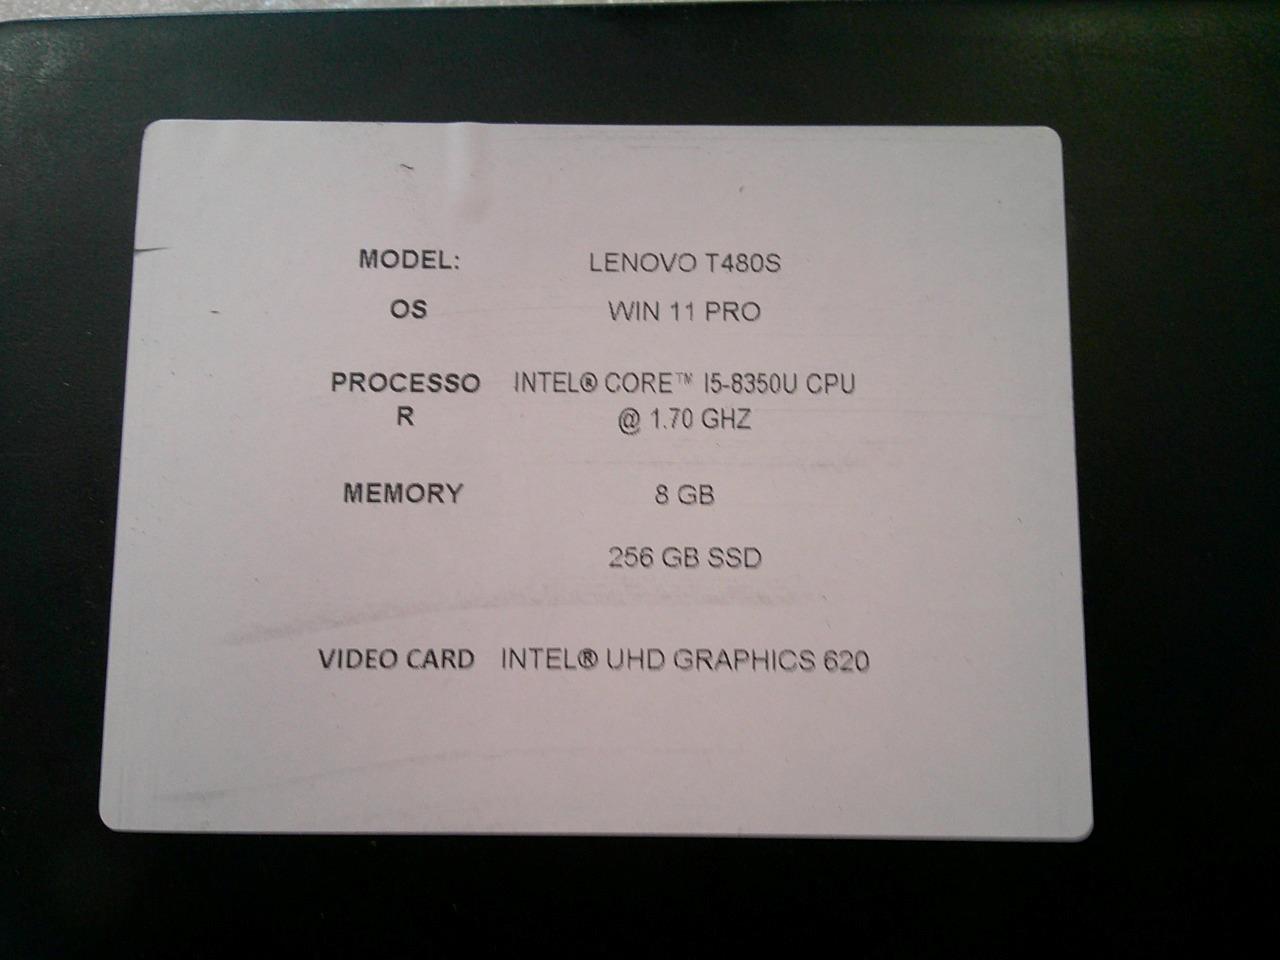 MODEL: LENOVO T480S
OS WIN 11 PRO
PROCESSO INTEL® CORE™ I5-8350U CPU
R @ 1.70 GHZ
MEMORY 8 GB
256 GB SSD
VIDEO CARD INTEL® UHD GRAPHICS 620